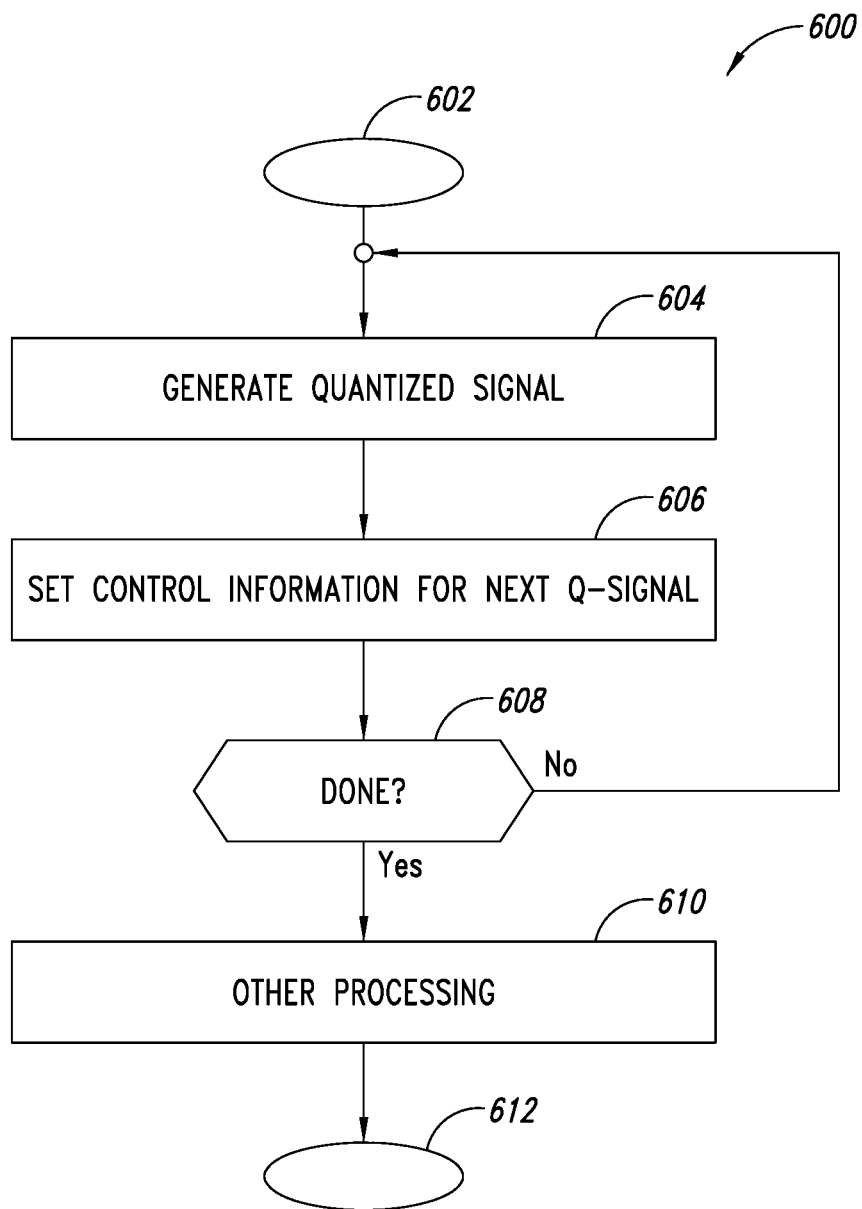 600
602
604
GENERATE QUANTIZED SIGNAL
606
SET CONTROL INFORMATION FOR NEXT Q-SIGNAL
608
DONE?
No
Yes
610
OTHER PROCESSING
612